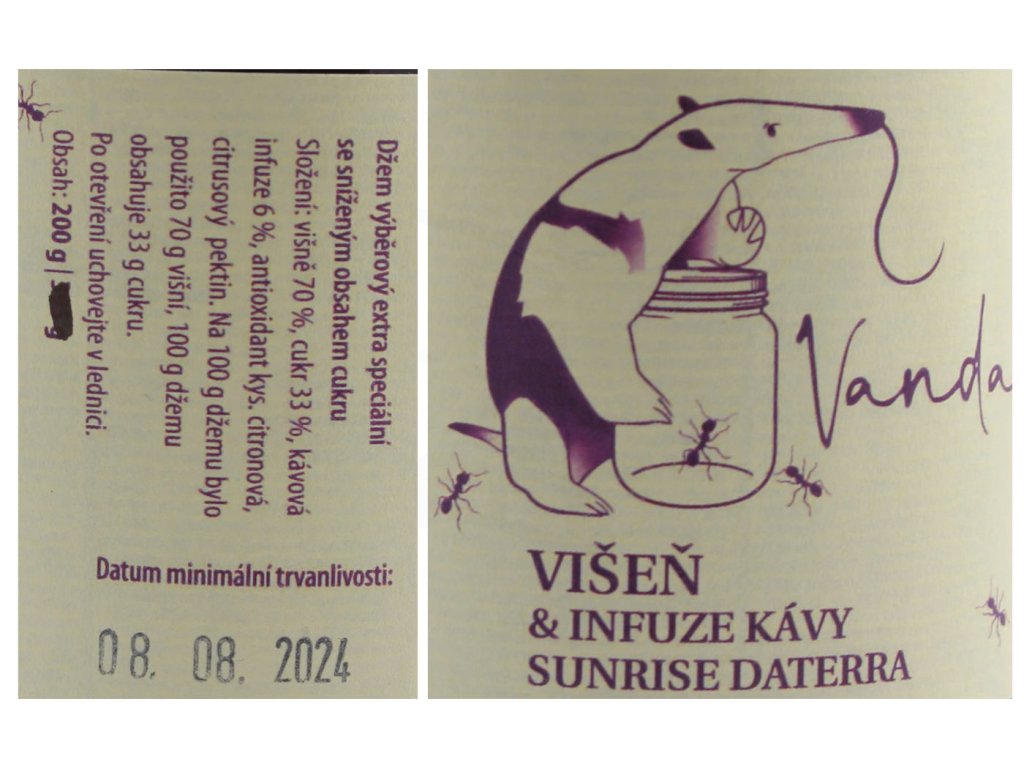 Džem výběrový extra speciální
se sníženým obsahem cukru
Složení: višně 70 %, cukr 33 %, kávová
infuze 6 %, antioxidant kys. citronová,
citrusový pektin. Na 100 g džemu bylo
použito 70 g višní, 100 g džemu
obsahuje 33 g cukru.
Po otevření uchovejte v lednici.
Obsah: 200 g |
Datum minimální trvanlivosti:
08. 08. 2024
Vanda
VIŠEŇ
& INFUZE KÁVY
SUNRISE DATERRA